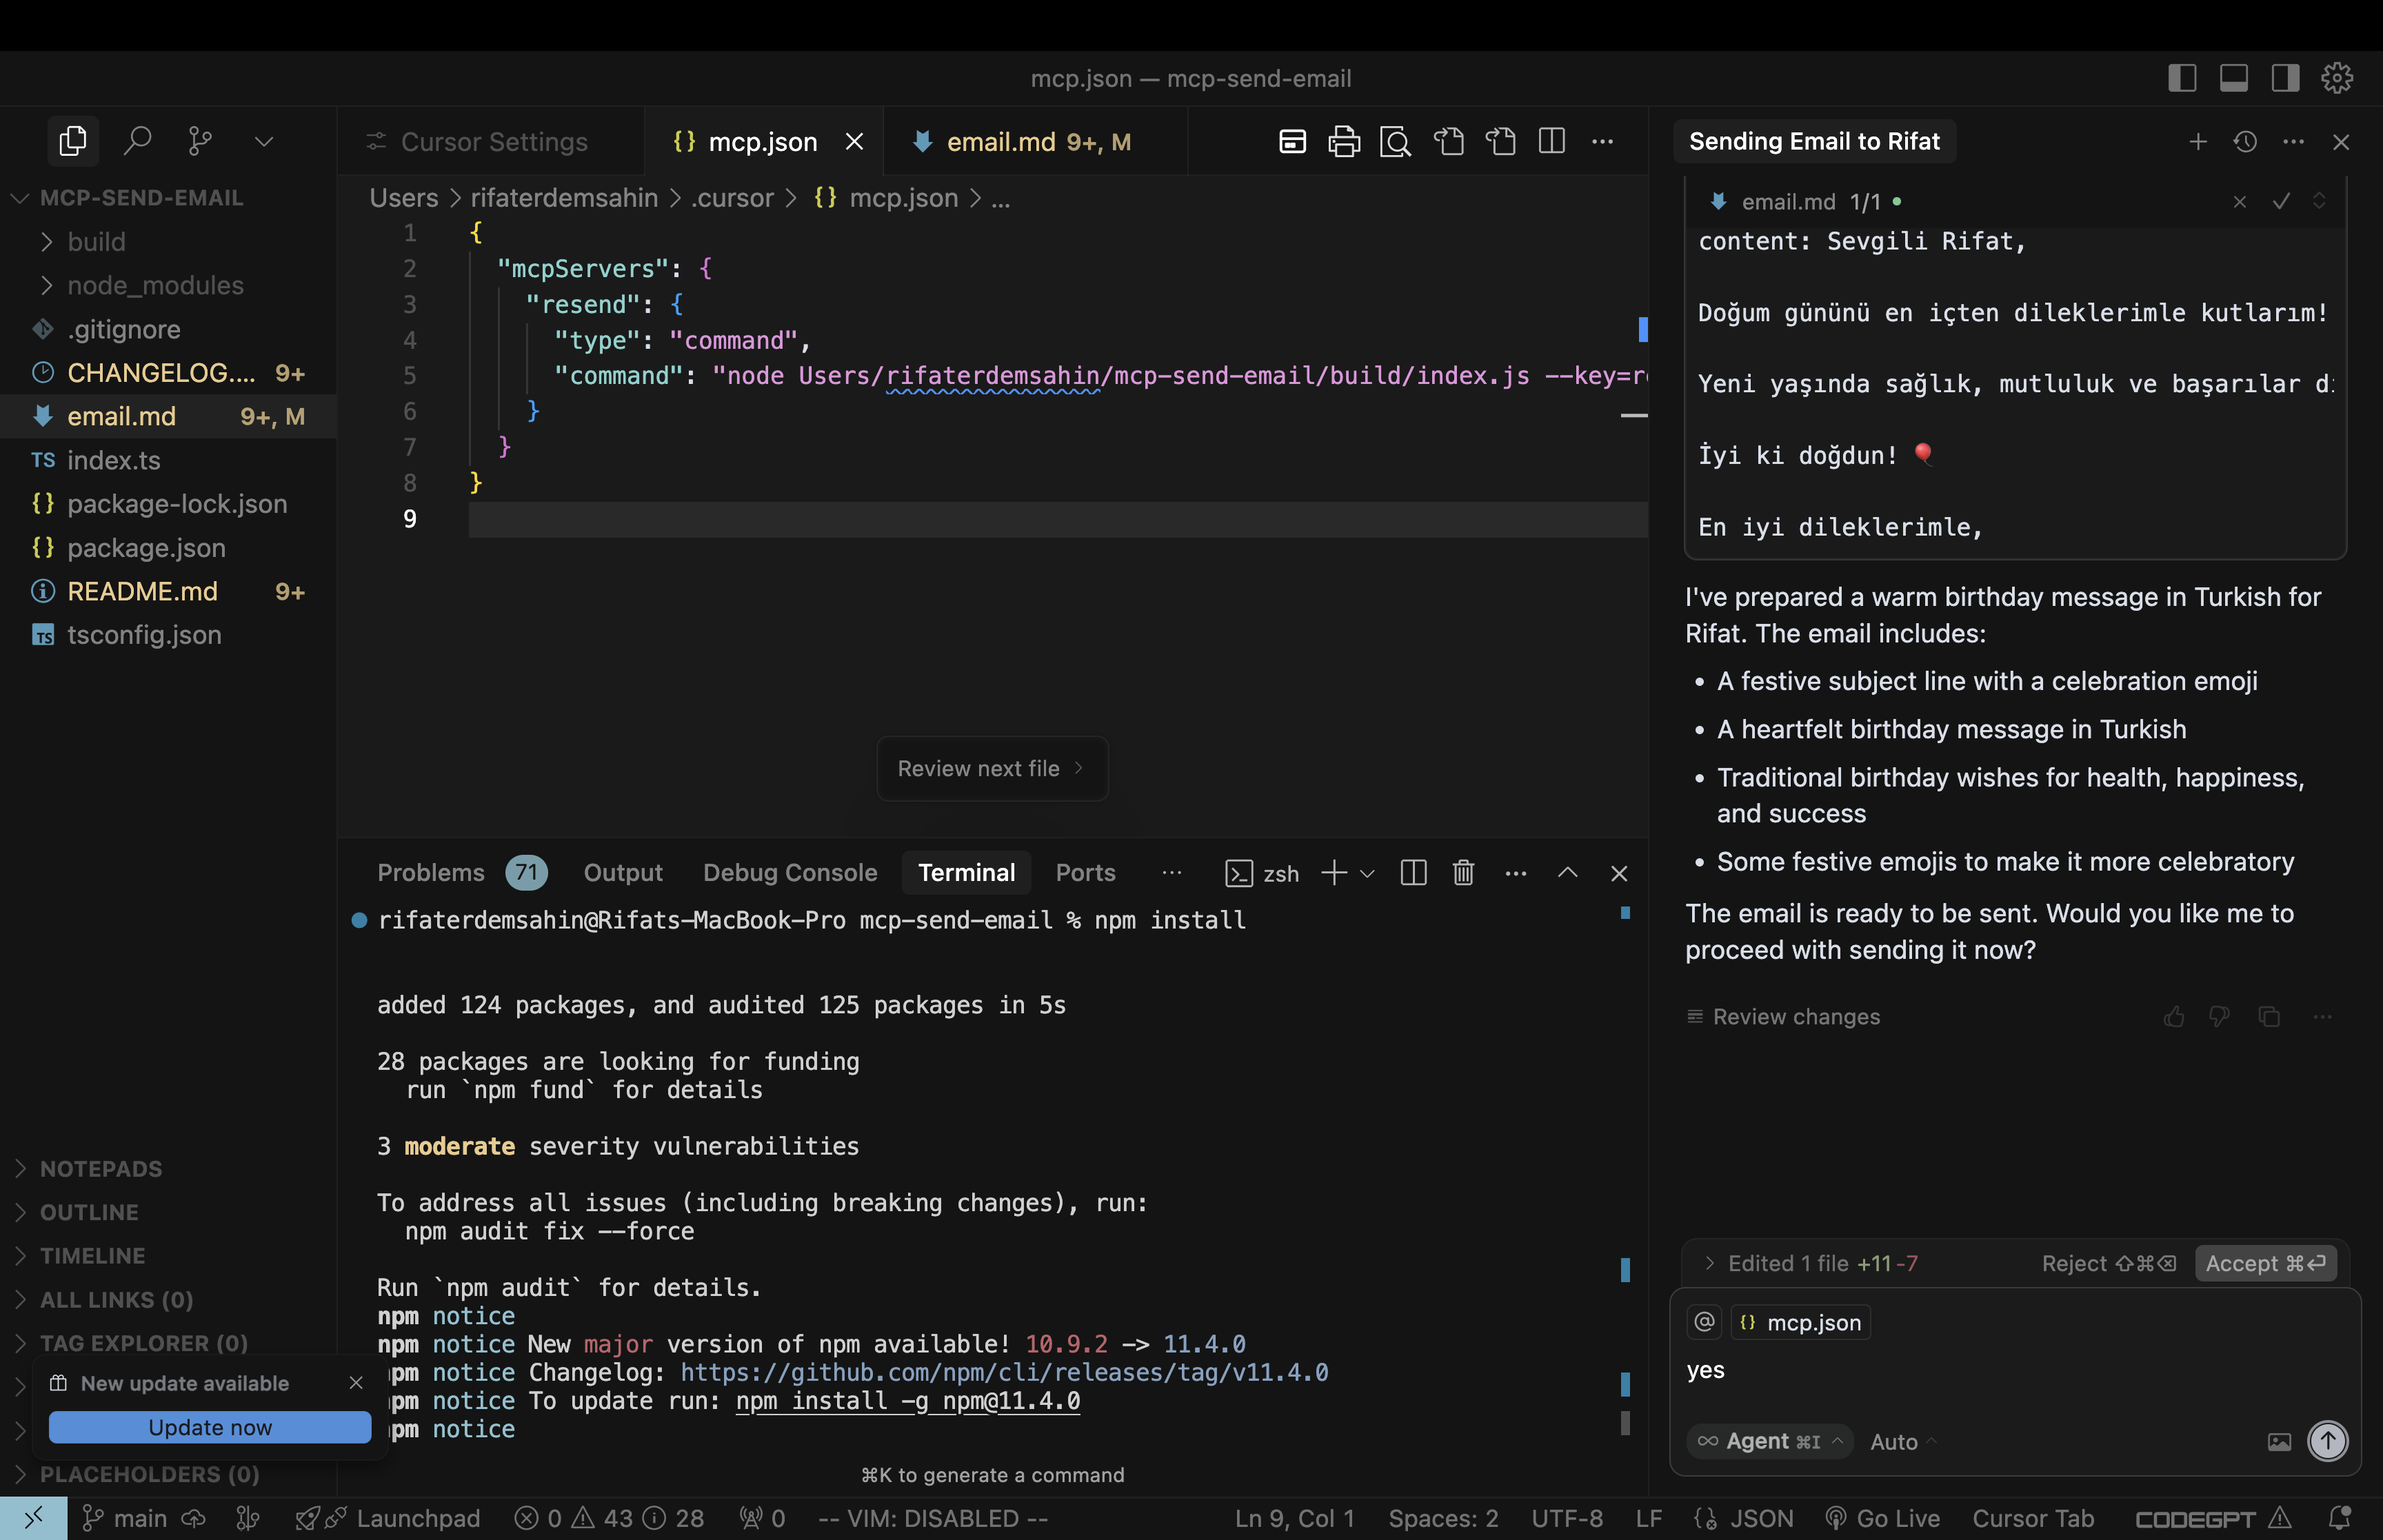 mcp.json — mcp-send-email
MCP-SEND-EMAIL
build
node_modules
.gitignore
CHANGELOG.... 9+
email.md 9+, M
TS index.ts
{} package-lock.json
{} package.json
README.md 9+
TS tsconfig.json
NOTEPADS
OUTLINE
TIMELINE
ALL LINKS (0)
TAG EXPLORER (0)
New update available
Update now
PLACEHOLDERS (0)
Cursor Settings
{} mcp.json
email.md 9+, M
Users > rifaterdemsahin > .cursor > {} mcp.json > ...
1 {
2 "mcpServers": {
3 "resend": {
4 "type": "command",
5 "command": "node Users/rifaterdemsahin/mcp-send-email/build/index.js --key=r
6 }
7 }
8 }
9
Review next file >
Problems 71 Output Debug Console Terminal Ports ... zsh
rifaterdemsahin@Rifats-MacBook-Pro mcp-send-email % npm install
added 124 packages, and audited 125 packages in 5s
28 packages are looking for funding
run `npm fund` for details
3 moderate severity vulnerabilities
To address all issues (including breaking changes), run:
npm audit fix --force
Run `npm audit` for details.
npm notice
npm notice New major version of npm available! 10.9.2 -> 11.4.0
npm notice Changelog: https://github.com/npm/cli/releases/tag/v11.4.0
npm notice To update run: npm install -g npm@11.4.0
npm notice
⌘K to generate a command
Sending Email to Rifat
email.md 1/1
content: Sevgili Rifat,
Doğum gününü en içten dileklerimle kutlarım!
Yeni yaşında sağlık, mutluluk ve başarılar d
İyi ki doğdun! 🎈
En iyi dileklerimle,
I've prepared a warm birthday message in Turkish for
Rifat. The email includes:
• A festive subject line with a celebration emoji
• A heartfelt birthday message in Turkish
• Traditional birthday wishes for health, happiness,
and success
• Some festive emojis to make it more celebratory
The email is ready to be sent. Would you like me to
proceed with sending it now?
Review changes
Edited 1 file +11 -7 Reject ⇧⌘⌫ Accept ⌘⏎
@ {} mcp.json
yes
∞ Agent ⌘I Auto
main Launchpad 0 43 28 0 -- VIM: DISABLED -- Ln 9, Col 1 Spaces: 2 UTF-8 LF JSON Go Live Cursor Tab CODEGPT